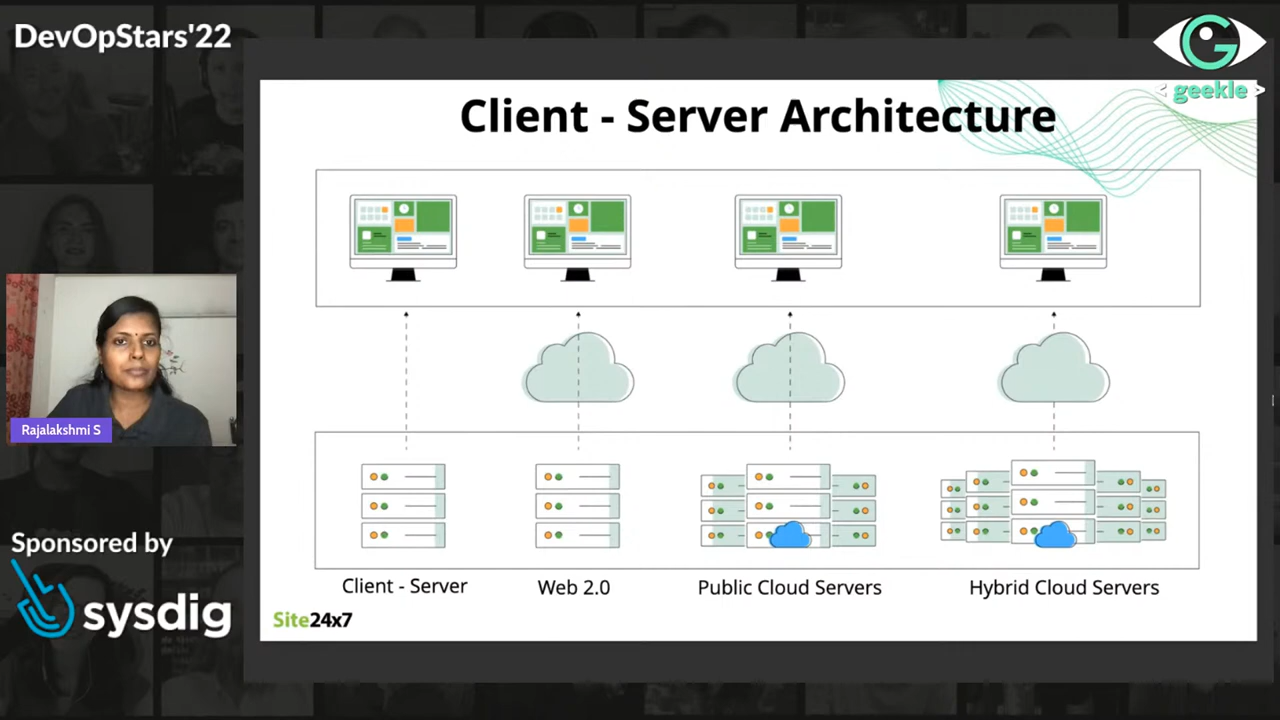 DevOpStars'22
< geekle >
Client - Server Architecture
Rajalakshmi S
Client - Server
Web 2.0
Public Cloud Servers
Hybrid Cloud Servers
Site24x7
Sponsored by
sysdig